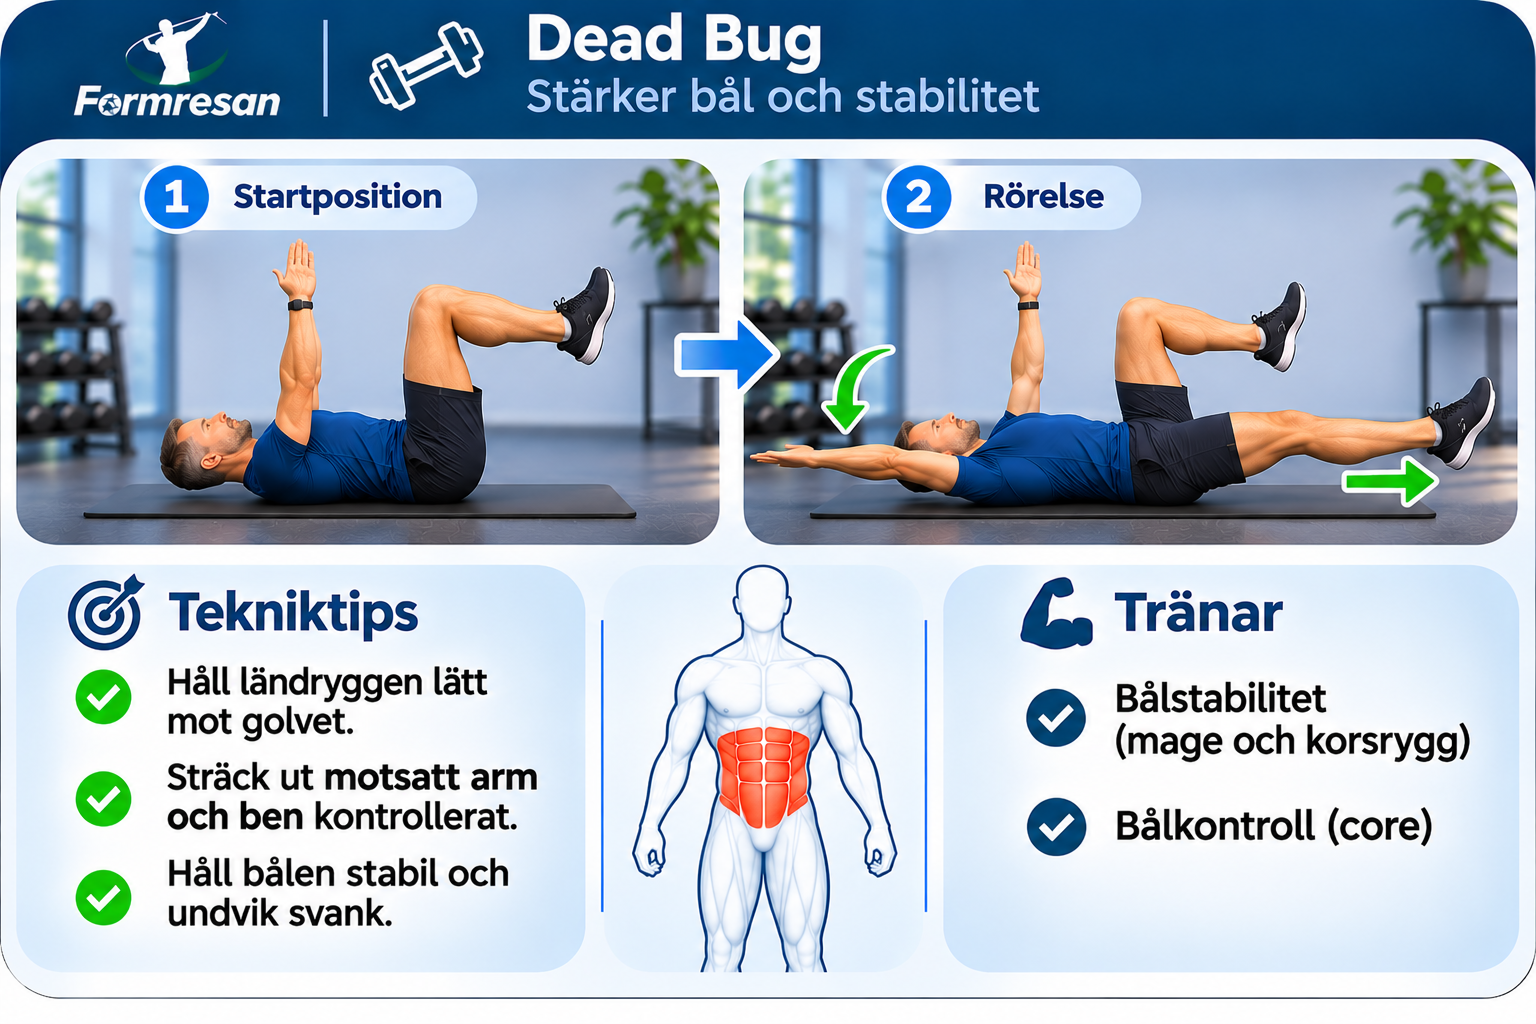 Formresan
Dead Bug
Stärker bål och stabilitet
1 Startposition
2 Rörelse
Tekniktips
Håll ländryggen lätt
mot golvet.
Sträck ut motsatt arm
och ben kontrollerat.
Håll bålen stabil och
undvik svank.
Tränar
Bålstabilitet
(mage och korsrygg)
Bålkontroll (core)